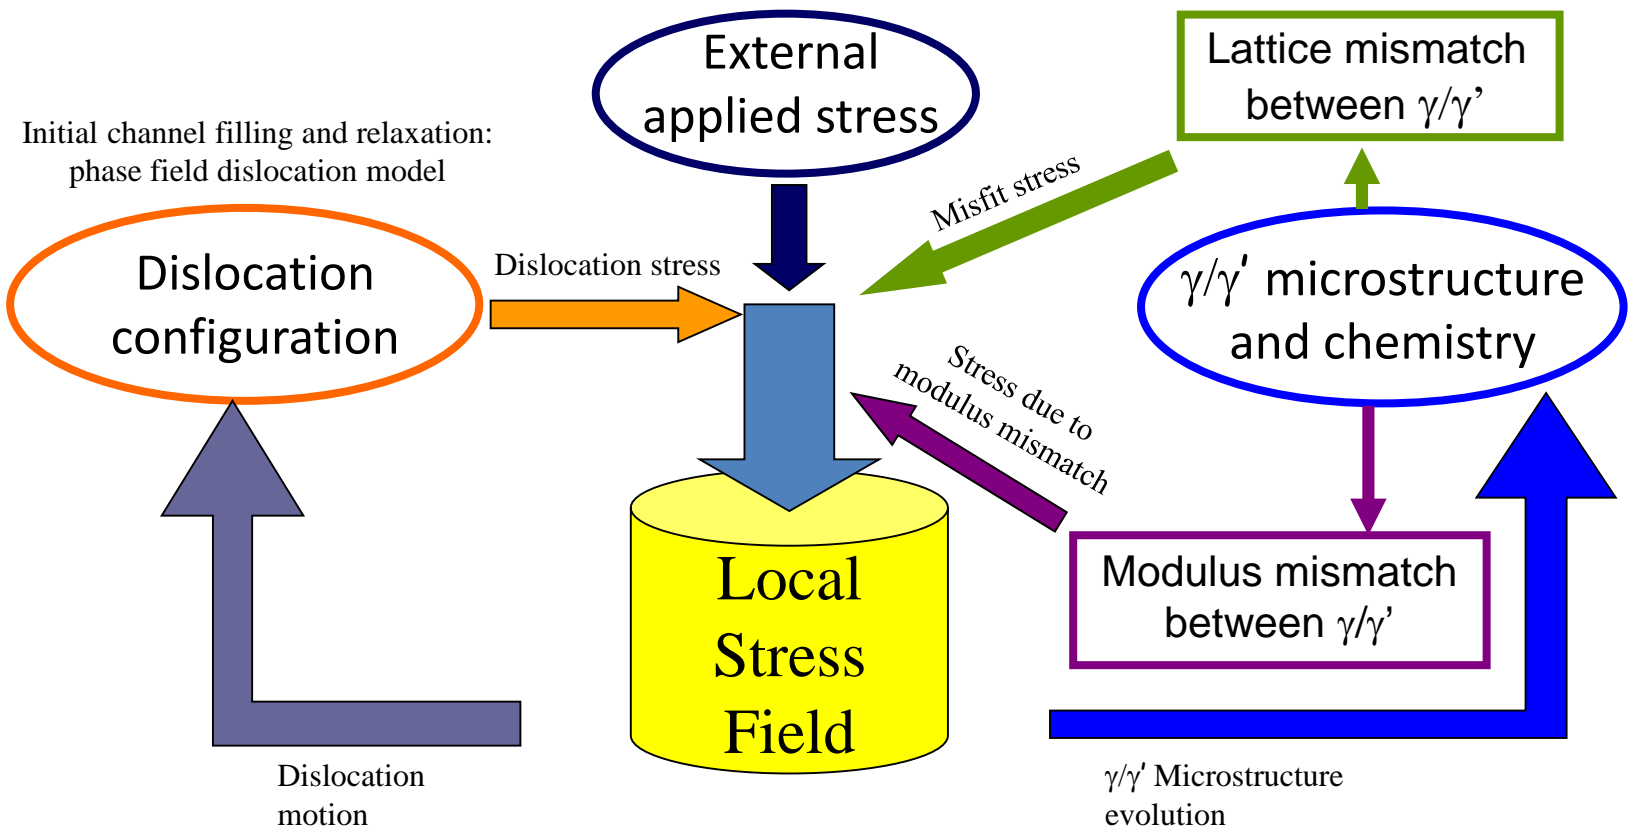 External
applied stress
Lattice mismatch
between γ/γ’
Initial channel filling and relaxation:
phase field dislocation model
Misfit stress
Dislocation
configuration
Dislocation stress
γ/γ' microstructure
and chemistry
Stress due to
modulus mismatch
Modulus mismatch
between γ/γ’
Local
Stress
Field
Dislocation
motion
γ/γ' Microstructure
evolution